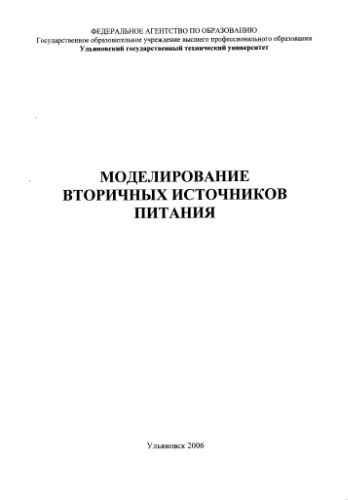 ФЕДЕРАЛЬНОЕ АГЕНТСТВО ПО ОБРАЗОВАНИЮ
Государственное образовательное учреждение высшего профессионального образования
Ульяновский государственный технический университет
МОДЕЛИРОВАНИЕ
ВТОРИЧНЫХ ИСТОЧНИКОВ
ПИТАНИЯ
Ульяновск 2006